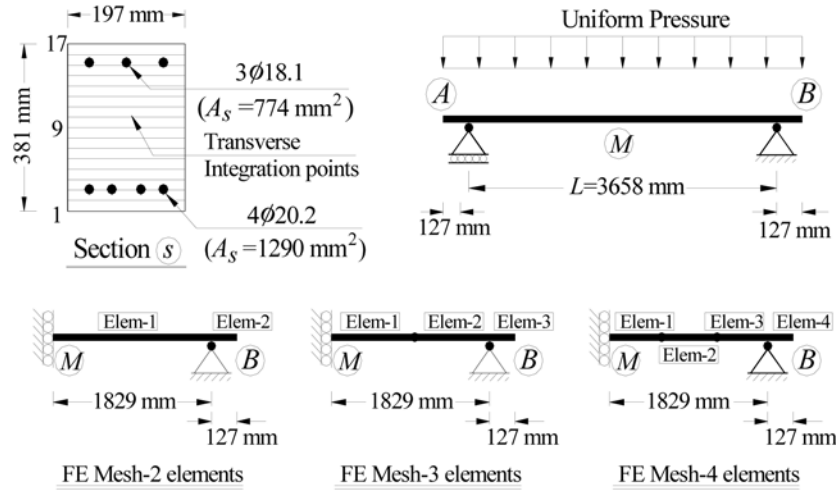 197 mm
17
9
1
381 mm
3Ø18.1
(As =774 mm²)
Transverse
Integration points
4Ø20.2
(As =1290 mm²)
Section s
Uniform Pressure
A
B
M
L=3658 mm
127 mm
127 mm
Elem-1
Elem-2
M
B
1829 mm
127 mm
FE Mesh-2 elements
Elem-1
Elem-2
Elem-3
M
B
1829 mm
127 mm
FE Mesh-3 elements
Elem-1
Elem-3
Elem-4
Elem-2
M
B
1829 mm
127 mm
FE Mesh-4 elements